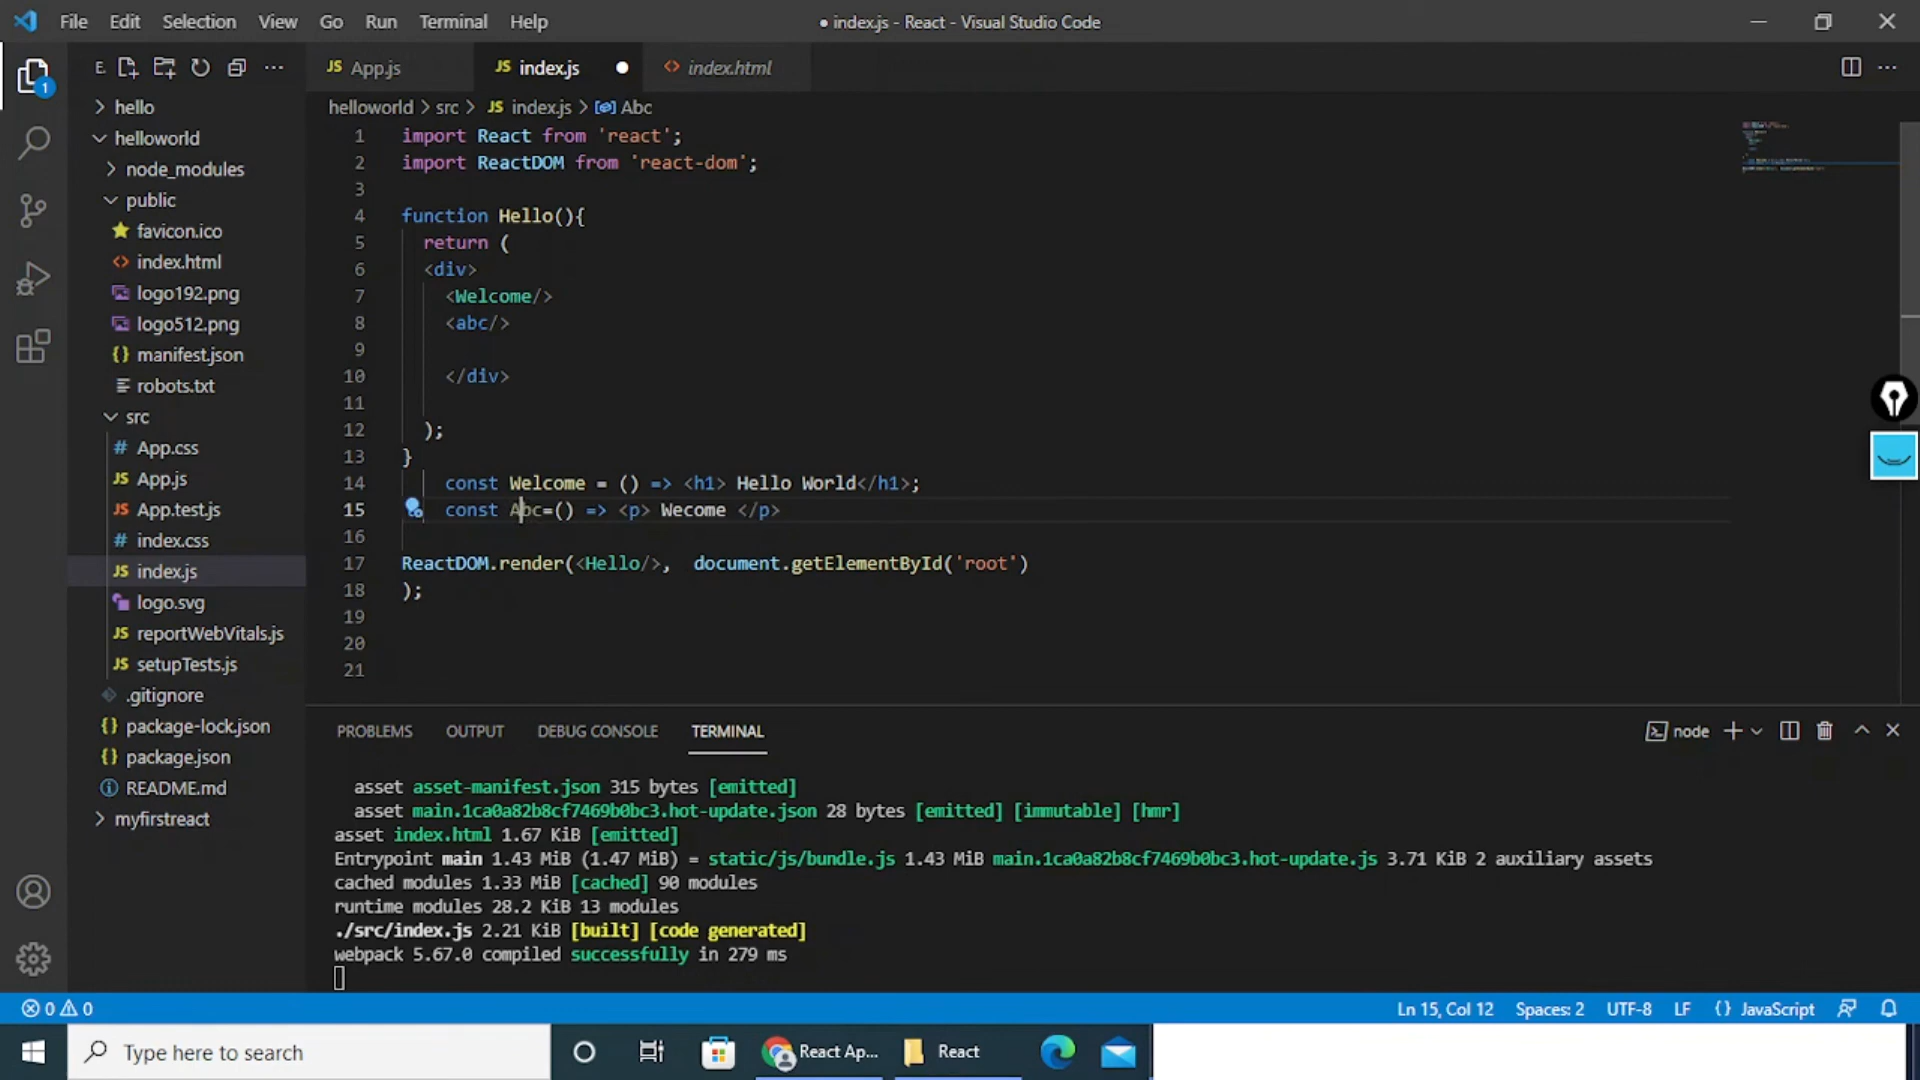 File Edit Selection View Go Run Terminal Help
● index.js - React - Visual Studio Code
E
1
hello
helloworld
node_modules
public
favicon.ico
index.html
logo192.png
logo512.png
manifest.json
robots.txt
src
App.css
App.js
App.test.js
index.css
index.js
logo.svg
reportWebVitals.js
setupTests.js
.gitignore
package-lock.json
package.json
README.md
myfirstreact
JS App.js JS index.js ● <> index.html
helloworld > src > JS index.js > Abc
1 import React from 'react';
2 import ReactDOM from 'react-dom';
3
4 function Hello(){
5 return (
6 <div>
7 <Welcome/>
8 <abc/>
9
10 </div>
11
12 );
13 }
14 const Welcome = () => <h1> Hello World</h1>;
15 const Abc=() => <p> Wecome </p>
16
17 ReactDOM.render(<Hello/>, document.getElementById('root')
18 );
19
20
21
PROBLEMS OUTPUT DEBUG CONSOLE TERMINAL node
asset asset-manifest.json 315 bytes [emitted]
asset main.1ca0a82b8cf7469b0bc3.hot-update.json 28 bytes [emitted] [immutable] [hmr]
asset index.html 1.67 KiB [emitted]
Entrypoint main 1.43 MiB (1.47 MiB) = static/js/bundle.js 1.43 MiB main.1ca0a82b8cf7469b0bc3.hot-update.js 3.71 KiB 2 auxiliary assets
cached modules 1.33 MiB [cached] 90 modules
runtime modules 28.2 KiB 13 modules
./src/index.js 2.21 KiB [built] [code generated]
webpack 5.67.0 compiled successfully in 279 ms
0 0 Ln 15, Col 12 Spaces: 2 UTF-8 LF {} JavaScript
Type here to search React Ap... React